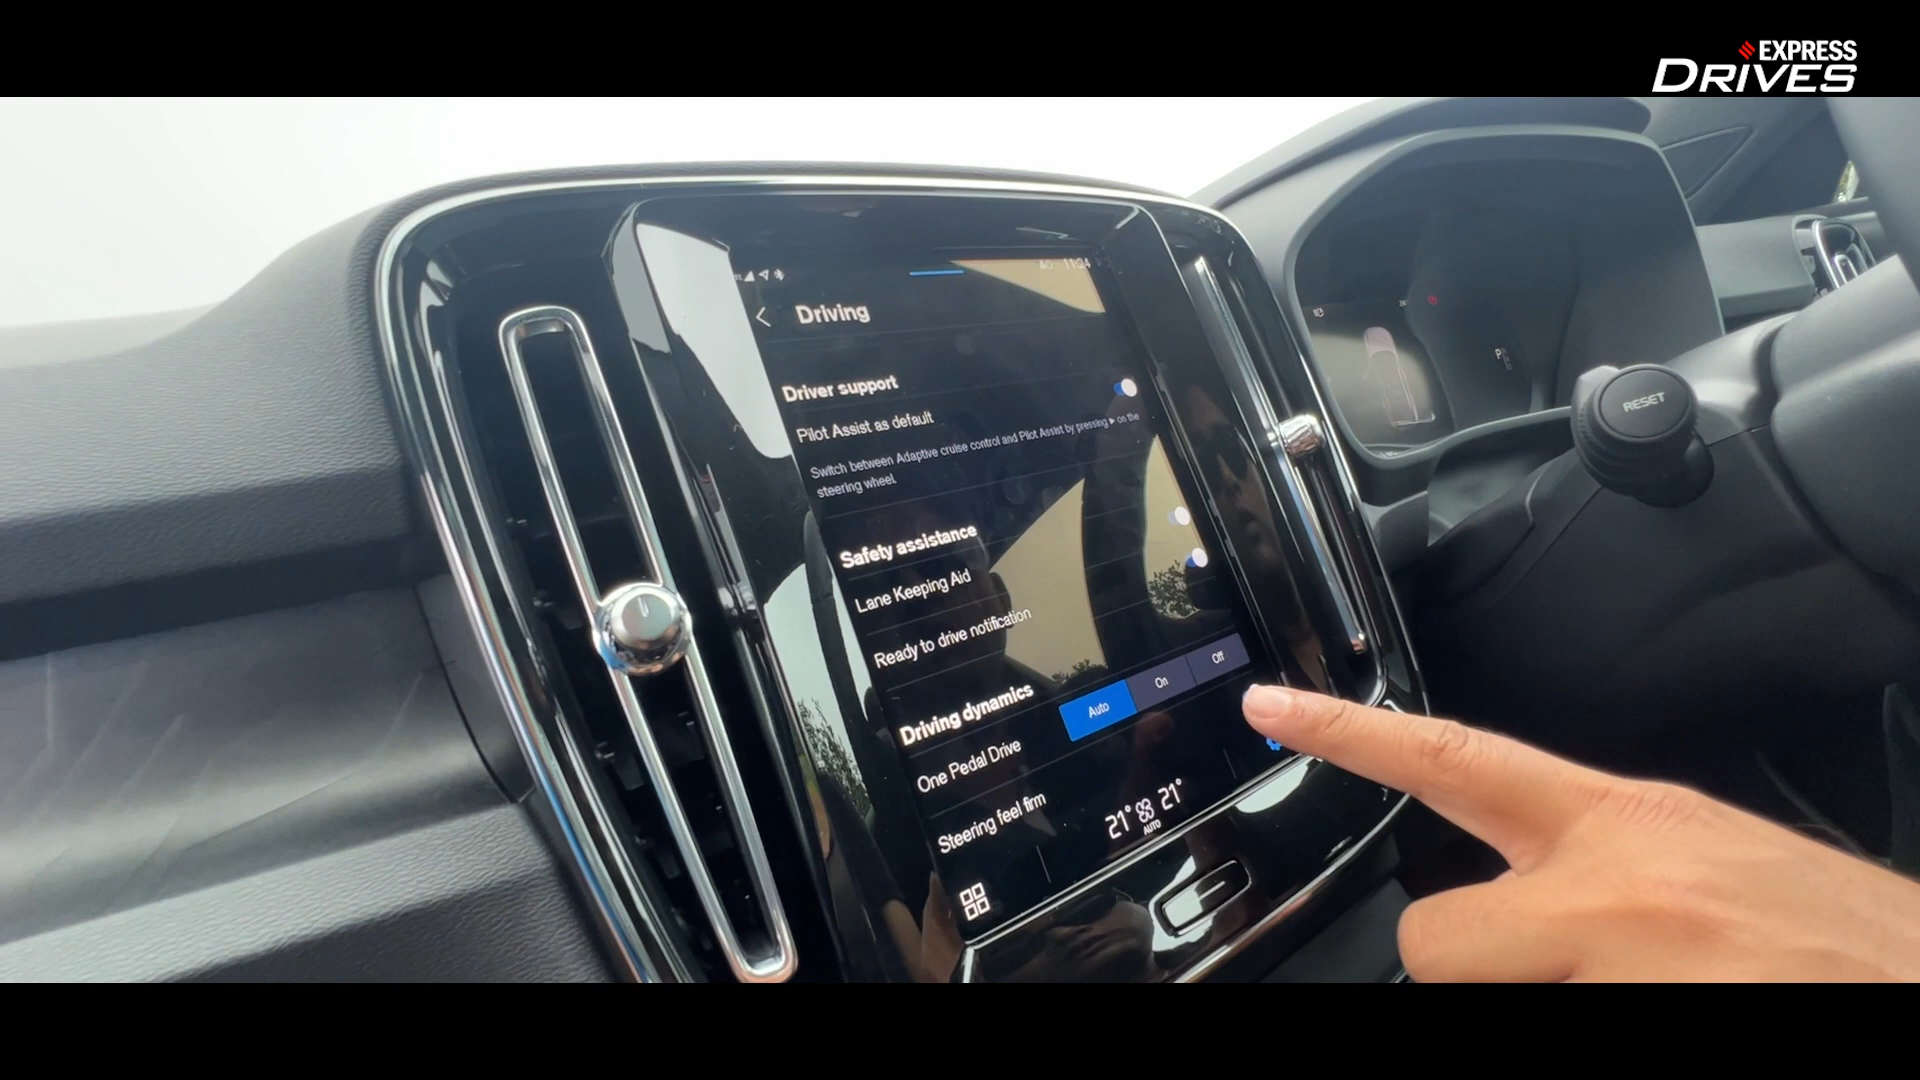 EXPRESS
DRIVES
11:24
Driving
Driver support
Pilot Assist as default
Switch between Adaptive cruise control and Pilot Assist by pressing ▶ on the
steering wheel.
Safety assistance
Lane Keeping Aid
Ready to drive notification
Driving dynamics
One Pedal Drive
Auto
On
Off
Steering feel firm
21° 21°
AUTO
RESET
P